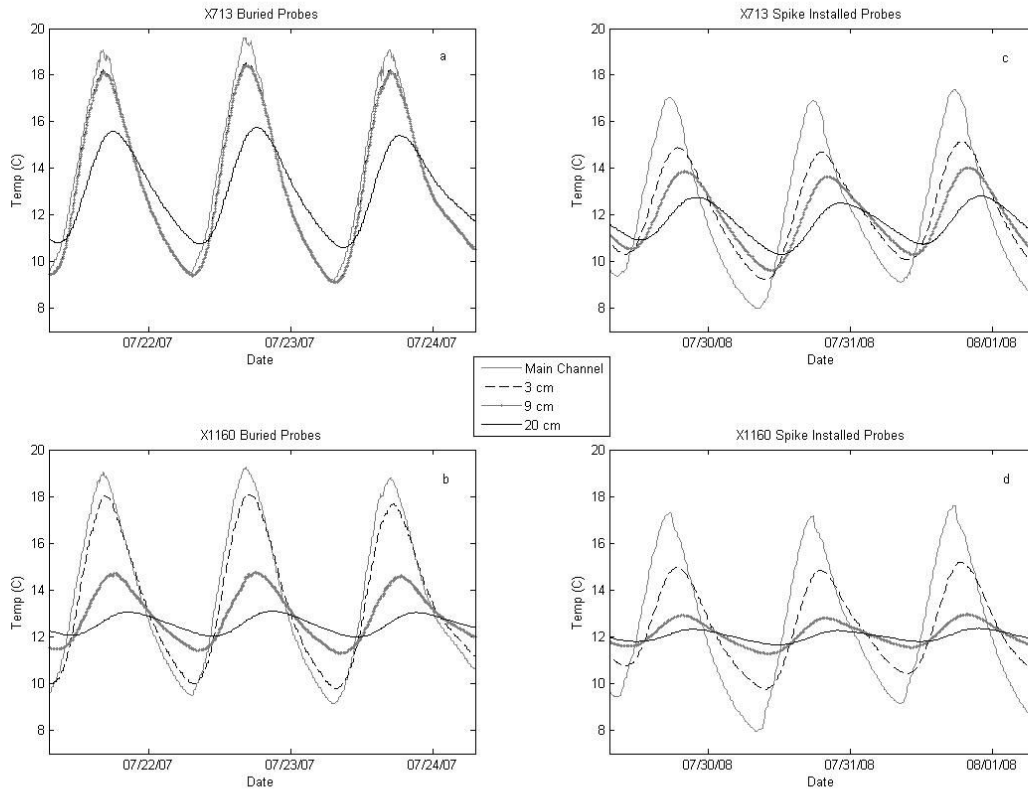 X713 Buried Probes
a
20
18
16
14
12
10
8
Temp (C)
07/22/07
07/23/07
07/24/07
Date
X713 Spike Installed Probes
c
20
18
16
14
12
10
8
Temp (C)
07/30/08
07/31/08
08/01/08
Date
Main Channel
3 cm
9 cm
20 cm
X1160 Buried Probes
b
20
18
16
14
12
10
8
Temp (C)
07/22/07
07/23/07
07/24/07
Date
X1160 Spike Installed Probes
d
20
18
16
14
12
10
8
Temp (C)
07/30/08
07/31/08
08/01/08
Date